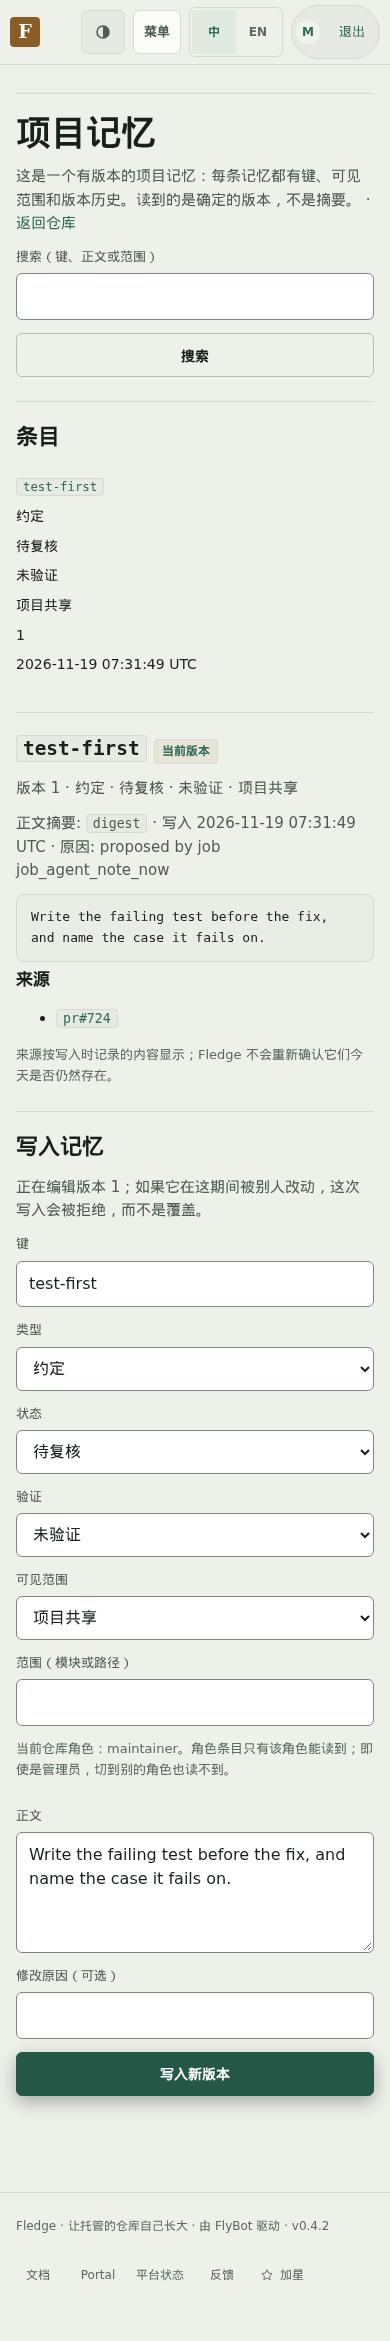 F
菜单
中
EN
M
退出
项目记忆
这是一个有版本的项目记忆：每条记忆都有键、可见
范围和版本历史。读到的是确定的版本，不是摘要。 ·
返回仓库
搜索（键、正文或范围）
搜索
条目
test-first
约定
待复核
未验证
项目共享
1
2026-11-19 07:31:49 UTC
test-first 当前版本
版本 1 · 约定 · 待复核 · 未验证 · 项目共享
正文摘要: digest · 写入 2026-11-19 07:31:49
UTC · 原因: proposed by job
job_agent_note_now
Write the failing test before the fix,
and name the case it fails on.
来源
pr#724
来源按写入时记录的内容显示；Fledge 不会重新确认它们今
天是否仍然存在。
写入记忆
正在编辑版本 1；如果它在这期间被别人改动，这次
写入会被拒绝，而不是覆盖。
键
test-first
类型
约定
状态
待复核
验证
未验证
可见范围
项目共享
范围（模块或路径）
当前仓库角色：maintainer。角色条目只有该角色能读到；即
使是管理员，切到别的角色也读不到。
正文
Write the failing test before the fix, and
name the case it fails on.
修改原因（可选）
写入新版本
Fledge · 让托管的仓库自己长大 · 由 FlyBot 驱动 · v0.4.2
文档
Portal
平台状态
反馈
加星